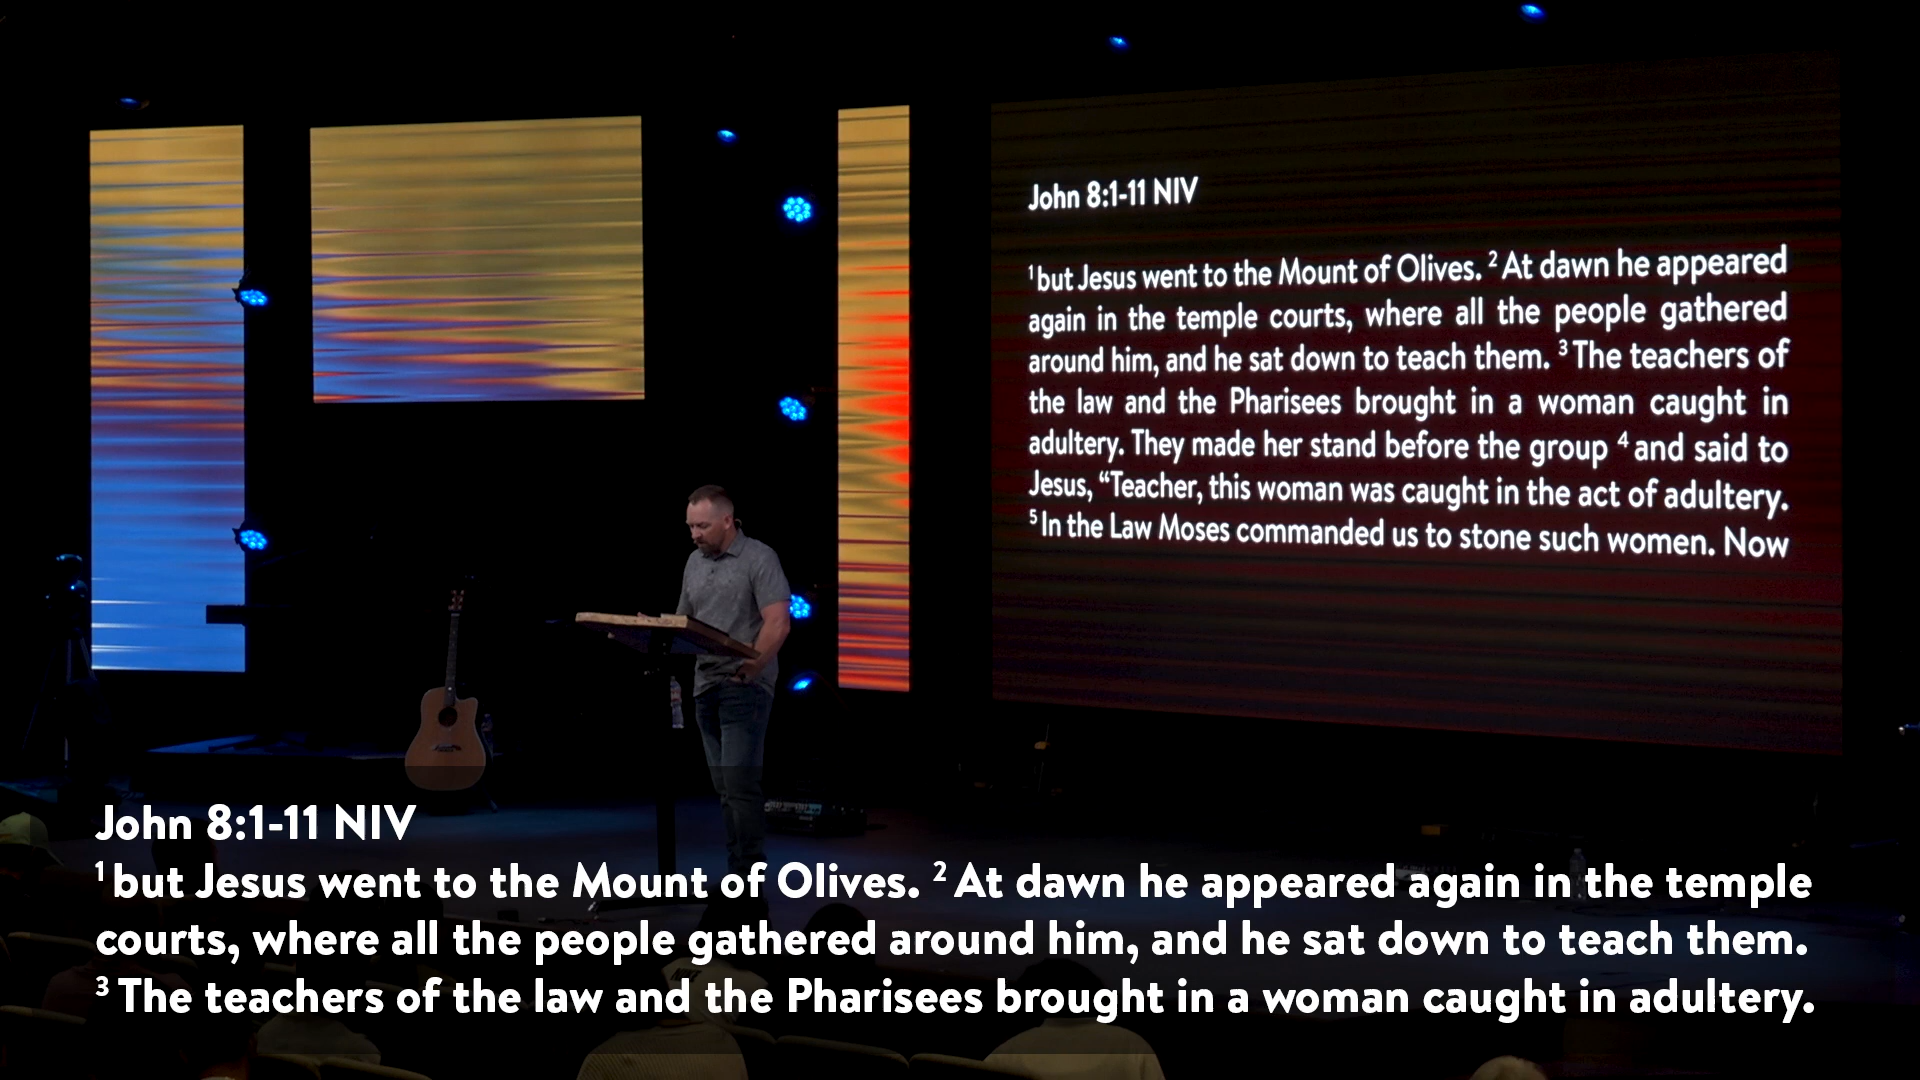 John 8:1-11 NIV
¹ but Jesus went to the Mount of Olives. ² At dawn he appeared
again in the temple courts, where all the people gathered
around him, and he sat down to teach them. ³ The teachers of
the law and the Pharisees brought in a woman caught in
adultery. They made her stand before the group ⁴ and said to
Jesus, “Teacher, this woman was caught in the act of adultery.
⁵ In the Law Moses commanded us to stone such women. Now
John 8:1-11 NIV
¹ but Jesus went to the Mount of Olives. ² At dawn he appeared again in the temple
courts, where all the people gathered around him, and he sat down to teach them.
³ The teachers of the law and the Pharisees brought in a woman caught in adultery.